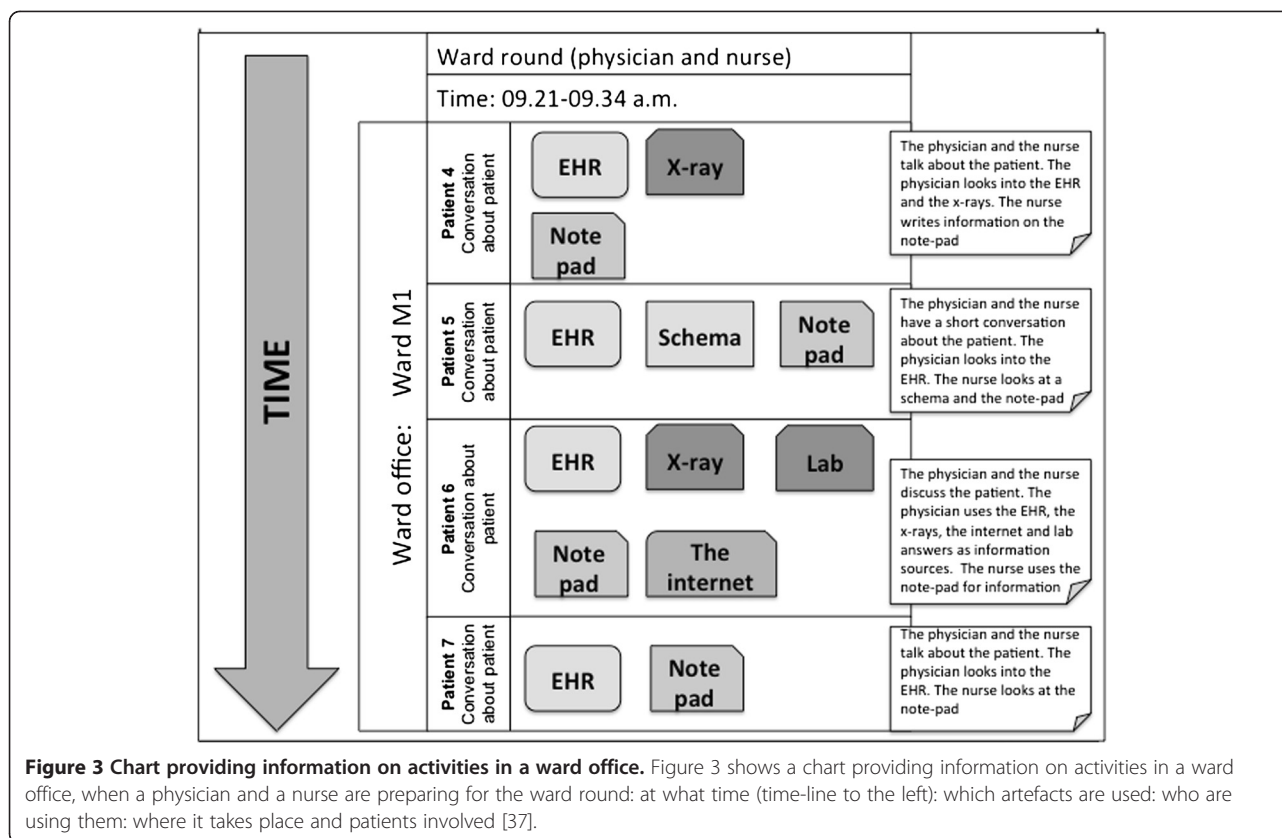 Ward round (physician and nurse)
Time: 09.21-09.34 a.m.
TIME
Ward office: Ward M1
Patient 4
Conversation
about patient
EHR
X-ray
Note
pad
The physician and the nurse
talk about the patient. The
physician looks into the EHR
and the x-rays. The nurse
writes information on the
note-pad
Patient 5
Conversation
about patient
EHR
Schema
Note
pad
The physician and the nurse
have a short conversation
about the patient. The
physician looks into the
EHR. The nurse looks at a
schema and the note-pad
Patient 6
Conversation about
patient
EHR
X-ray
Lab
Note
pad
The
internet
The physician and the nurse
discuss the patient. The
physician uses the EHR, the
x-rays, the internet and lab
answers as information
sources.  The nurse uses the
note-pad for information
Patient 7
Conversation
about patient
EHR
Note
pad
The physician and the nurse
talk about the patient. The
physician looks into the
EHR. The nurse looks at the
note-pad
Figure 3 Chart providing information on activities in a ward office. Figure 3 shows a chart providing information on activities in a ward
office, when a physician and a nurse are preparing for the ward round: at what time (time-line to the left): which artefacts are used: who are
using them: where it takes place and patients involved [37].